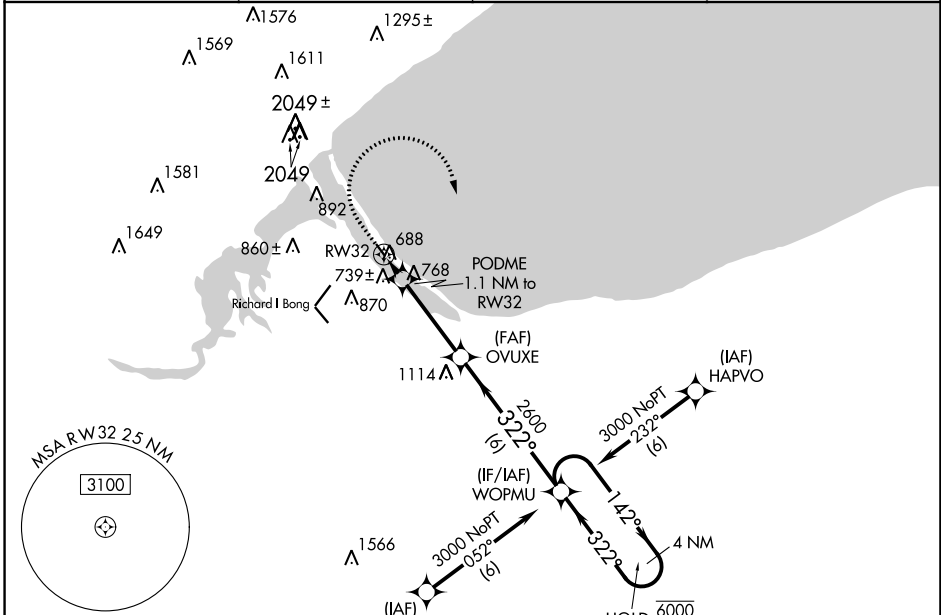 1576
1295±
1569
1611
2049±
2049
1581
892
1649
860±
RW32
688
739±
768
PODME
1.1 NM to
RW32
Richard I Bong
870
(FAF)
OVUXE
1114
(IAF)
HAPVO
2600
322°
(6)
3000 NoPT
232°
(6)
MSA RW32 25 NM
3100
(IF/IAF)
WOPMU
142°
322°
4 NM
3000 NoPT
052°
(6)
1566
(IAF)
6000